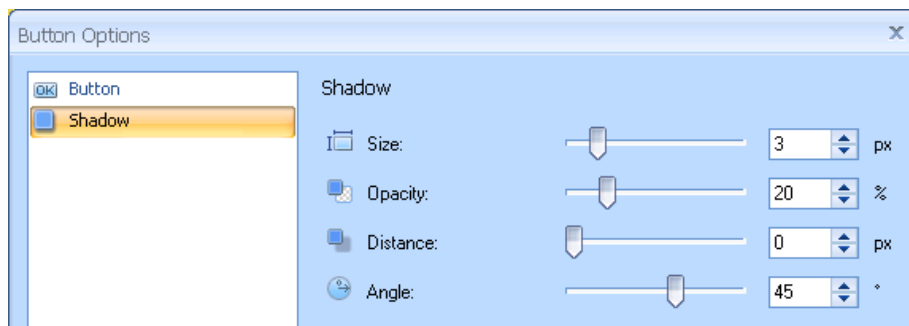 Button Options
OK Button
Shadow
Shadow
Size: 3 px
Opacity: 20 %
Distance: 0 px
Angle: 45 °